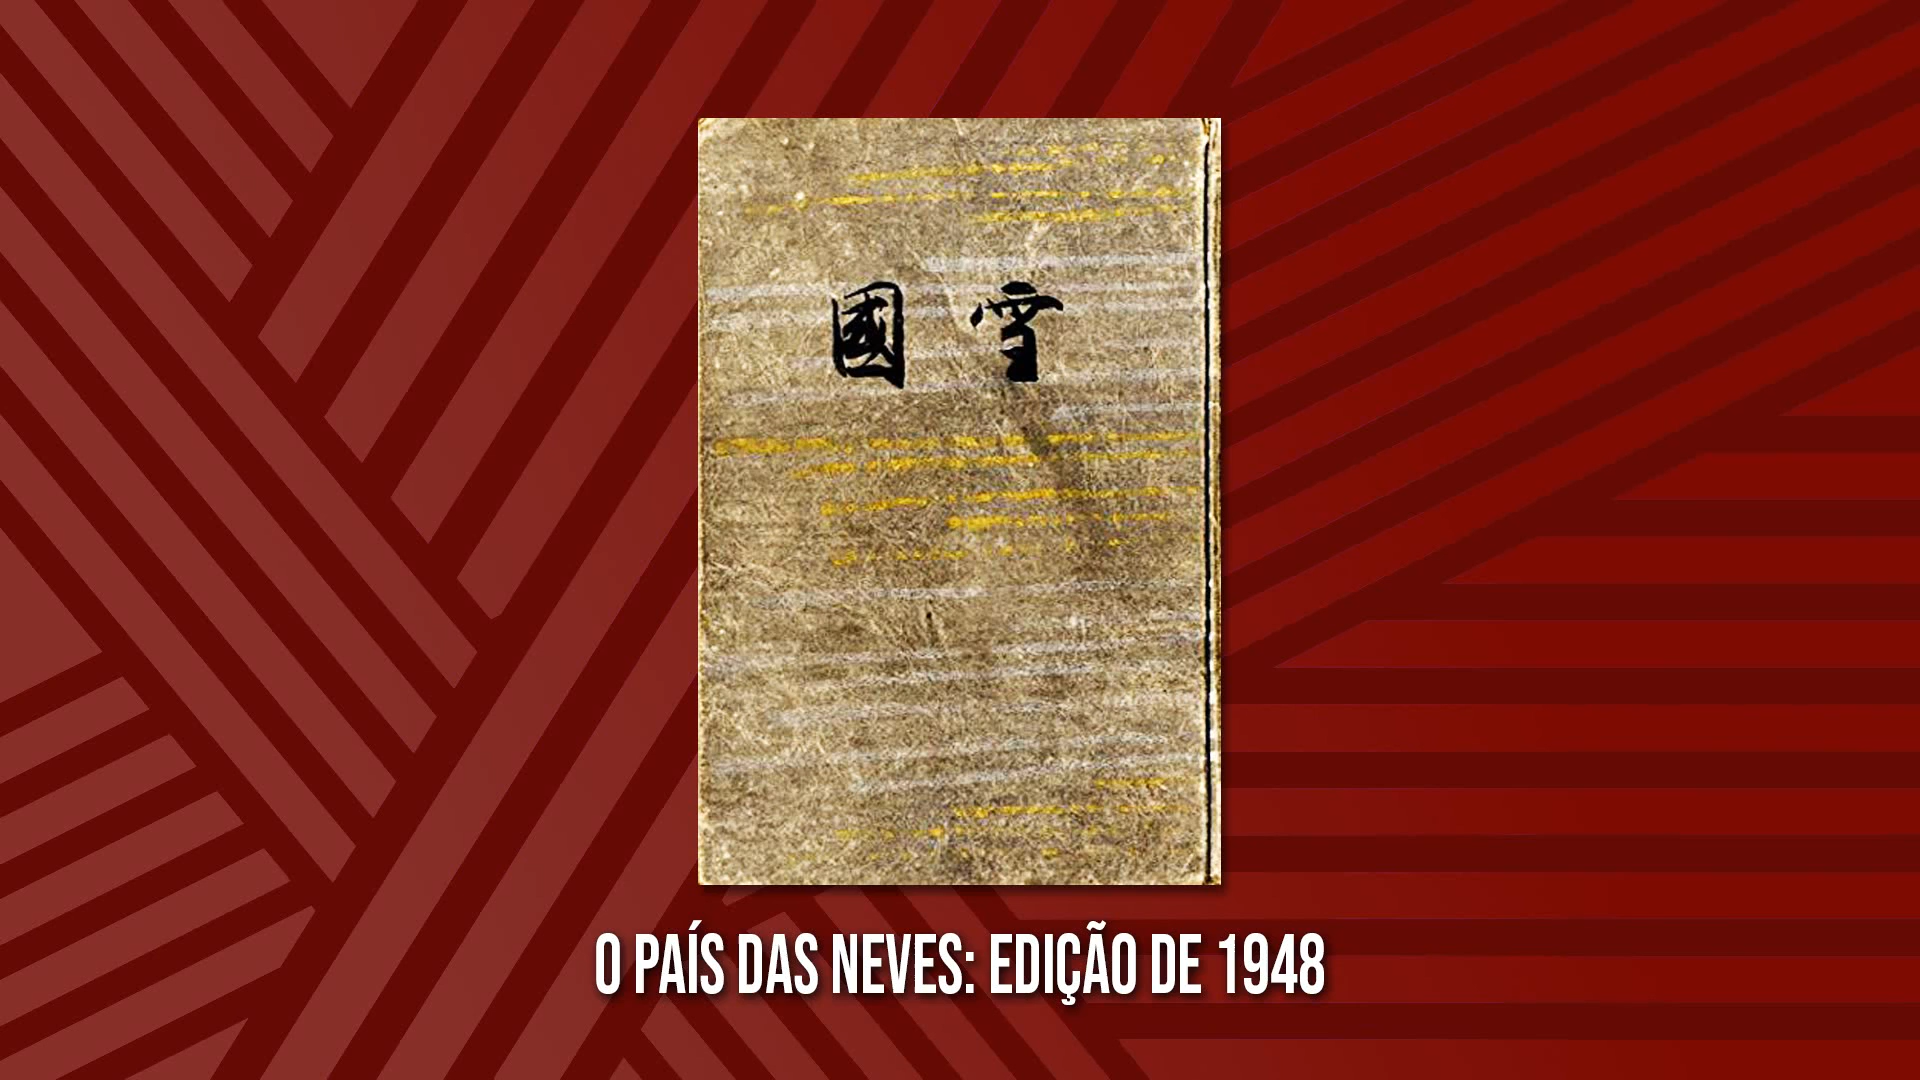 雪國
O PAÍS DAS NEVES: EDIÇÃO DE 1948